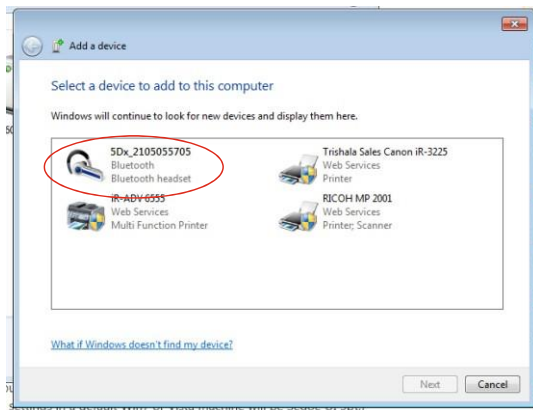 Add a device
Select a device to add to this computer
Windows will continue to look for new devices and display them here.
5Dx_2105055705
Bluetooth
Bluetooth headset
Trishala Sales Canon iR-3225
Web Services
Printer
iR-ADV 6555
Web Services
Multi Function Printer
RICOH MP 2001
Web Services
Printer; Scanner
What if Windows doesn't find my device?
Next
Cancel